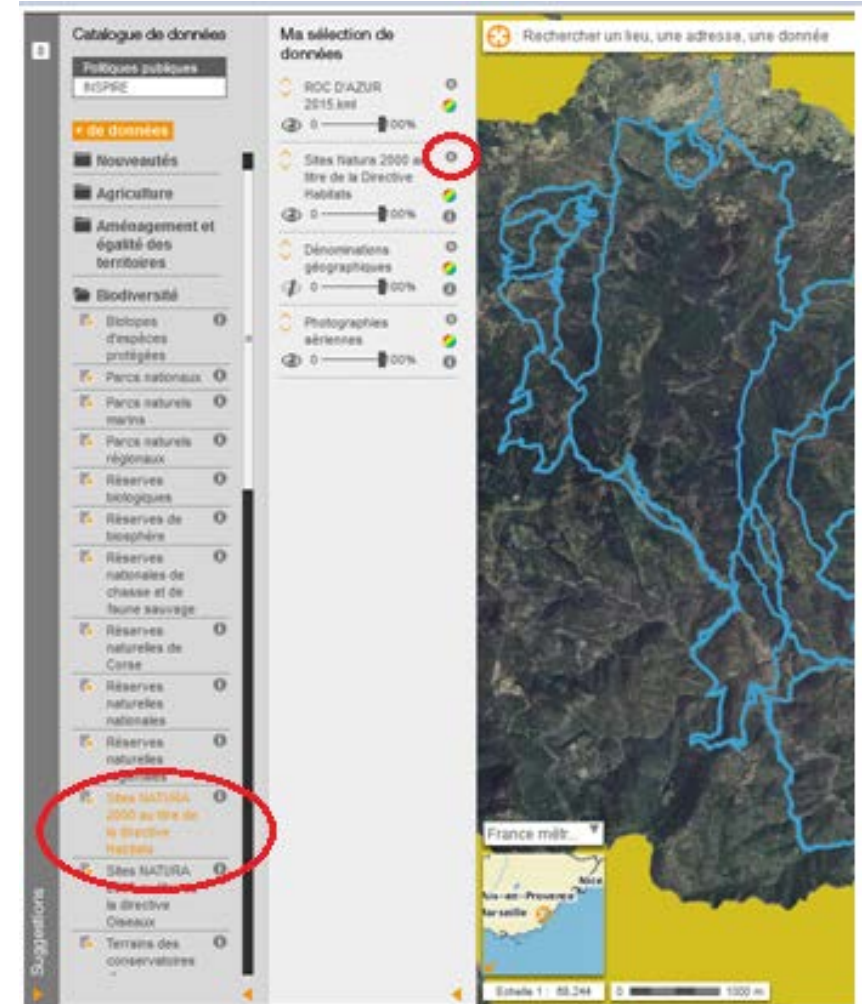 Catalogue de données
Politiques publiques
INSPIRE
+ de données
Nouveautés
Agriculture
Aménagement et
égalité des
territoires
Biodiversité
Biotopes
d'espèces
protégées
Parcs nationaux
Parcs naturels
marins
Parcs naturels
régionaux
Réserves
biologiques
Réserves de
biosphère
Réserves
nationales de
chasse et de
faune sauvage
Réserves
naturelles de
Corse
Réserves
naturelles
nationales
Réserves
naturelles
régionales
Sites NATURA
2000 au titre de
la directive
Habitats
Sites NATURA
la directive
Oiseaux
Terrains des
conservatoires
Suggestions
Ma sélection de
données
ROC D'AZUR
2015.kml
0 100%
Sites Natura 2000 au
titre de la Directive
Habitats
0 100%
Dénominations
géographiques
0 100%
Photographies
aériennes
0 100%
Rechercher un lieu, une adresse, une donnée
France métr...
Nice
Aix-en-Provence
Marseille
Echelle 1 : 68,244
0 1000 m